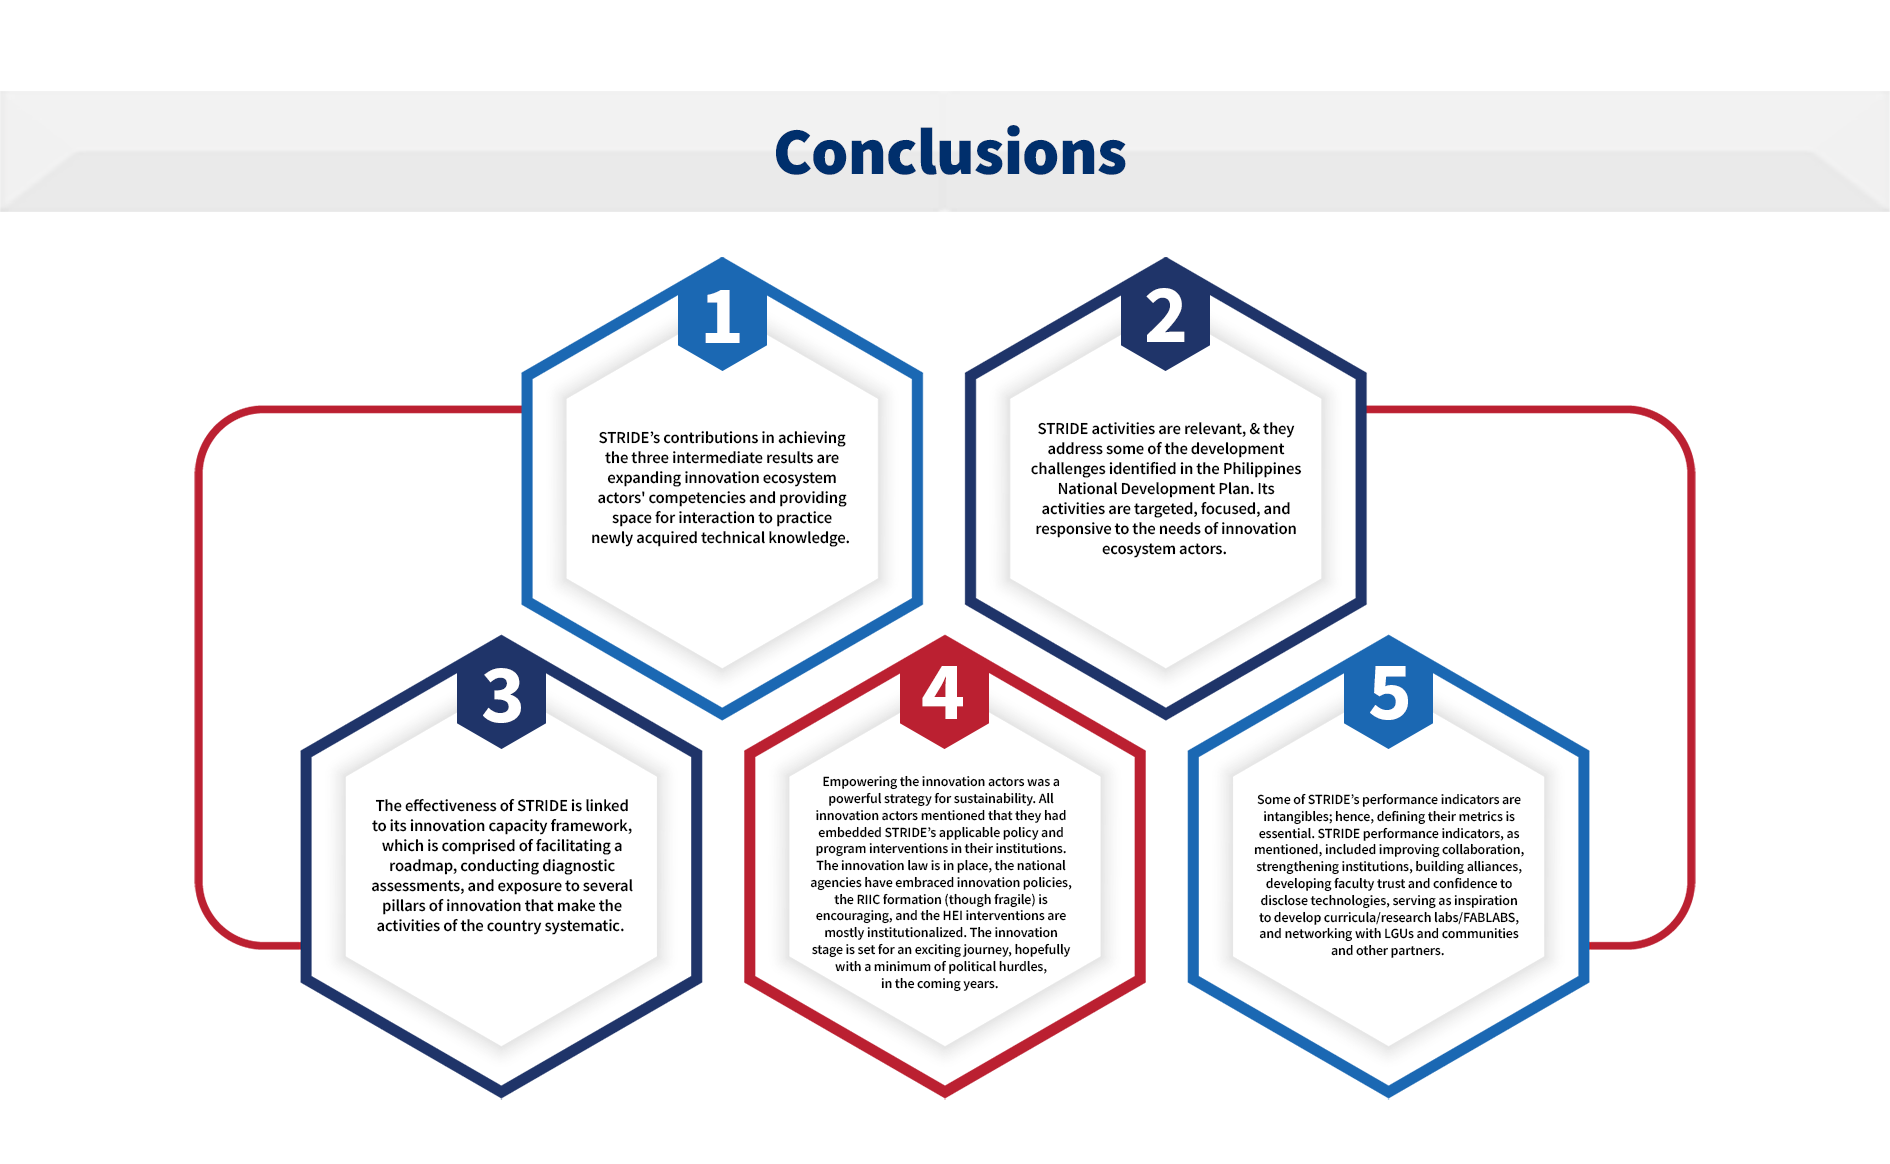 Conclusions
1
STRIDE’s contributions in achieving
the three intermediate results are
expanding innovation ecosystem
actors' competencies and providing
space for interaction to practice
newly acquired technical knowledge.
2
STRIDE activities are relevant, & they
address some of the development
challenges identified in the Philippines
National Development Plan. Its
activities are targeted, focused, and
responsive to the needs of innovation
ecosystem actors.
3
The effectiveness of STRIDE is linked
to its innovation capacity framework,
which is comprised of facilitating a
roadmap, conducting diagnostic
assessments, and exposure to several
pillars of innovation that make the
activities of the country systematic.
4
Empowering the innovation actors was a
powerful strategy for sustainability. All
innovation actors mentioned that they had
embedded STRIDE’s applicable policy and
program interventions in their institutions.
The innovation law is in place, the national
agencies have embraced innovation policies,
the RIIC formation (though fragile) is
encouraging, and the HEI interventions are
mostly institutionalized. The innovation
stage is set for an exciting journey, hopefully
with a minimum of political hurdles,
in the coming years.
5
Some of STRIDE’s performance indicators are
intangibles; hence, defining their metrics is
essential. STRIDE performance indicators, as
mentioned, included improving collaboration,
strengthening institutions, building alliances,
developing faculty trust and confidence to
disclose technologies, serving as inspiration
to develop curricula/research labs/FABLABS,
and networking with LGUs and communities
and other partners.